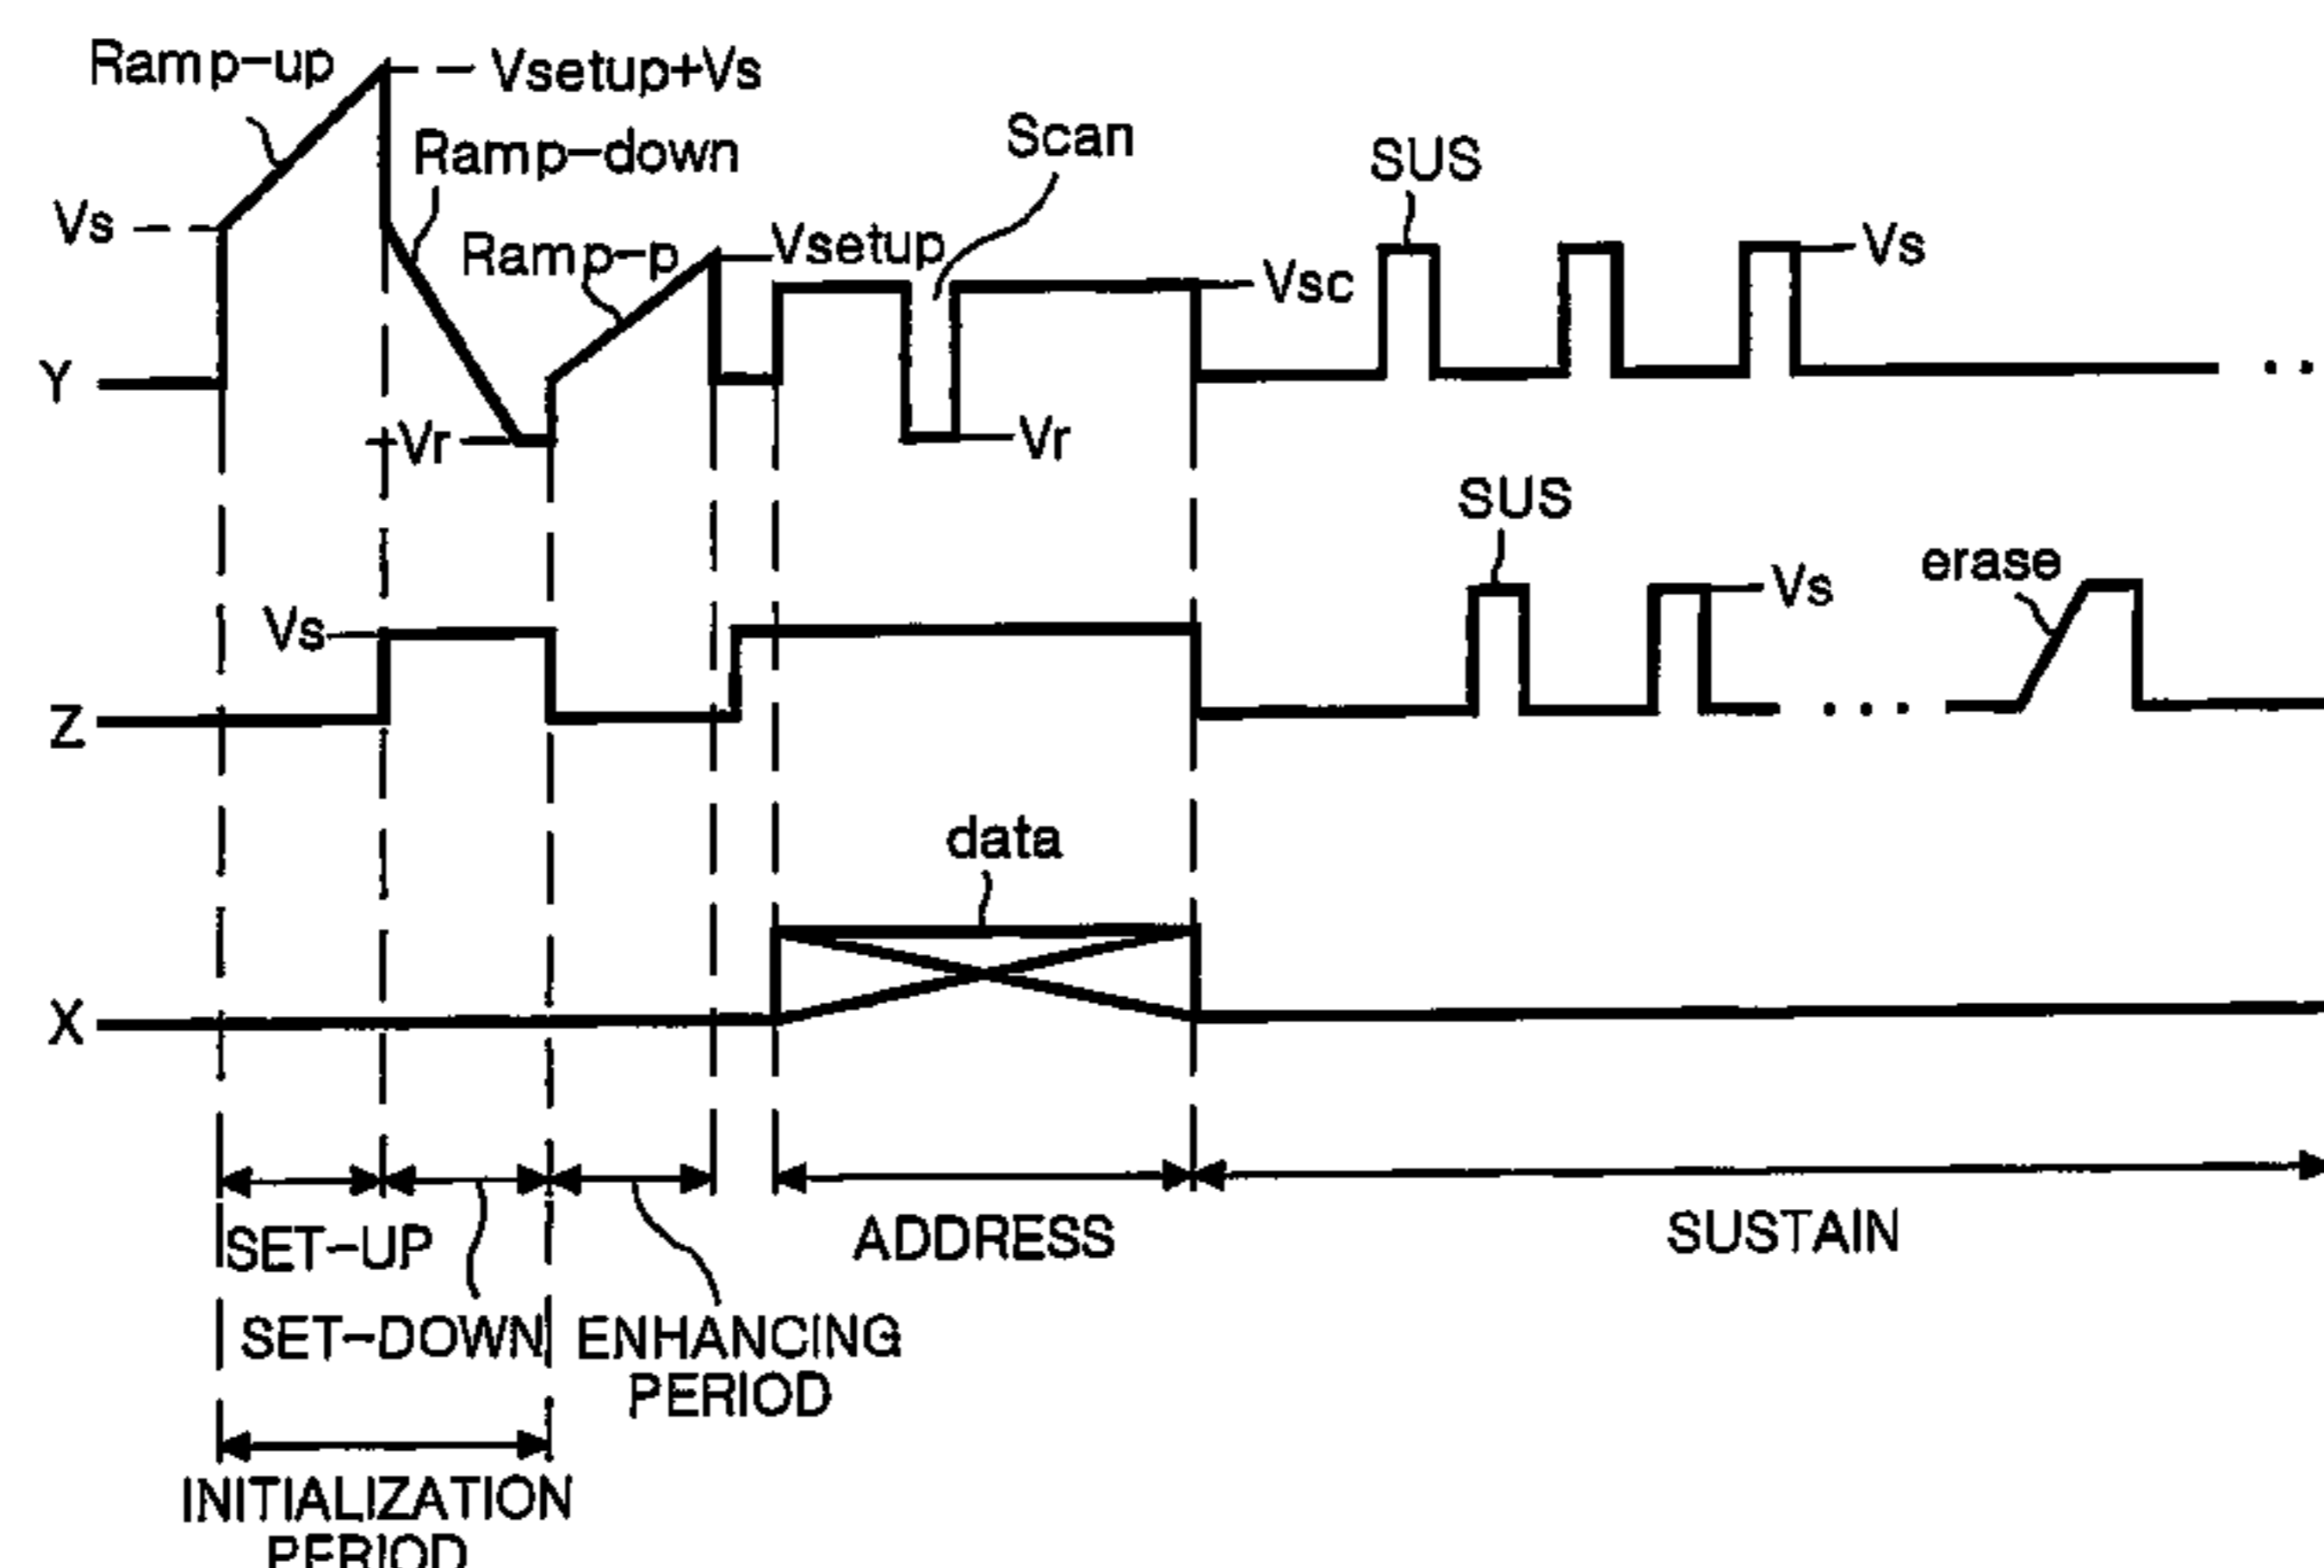 Ramp-up
Vsetup+Vs
Ramp-down
Scan
SUS
Vs
Ramp-p
Vsetup
Vsc
Vs
Y
Vr
Vr
SUS
erase
Vs
Vs
Z
data
X
SET-UP
ADDRESS
SUSTAIN
SET-DOWN
ENHANCING
PERIOD
INITIALIZATION
PERIOD